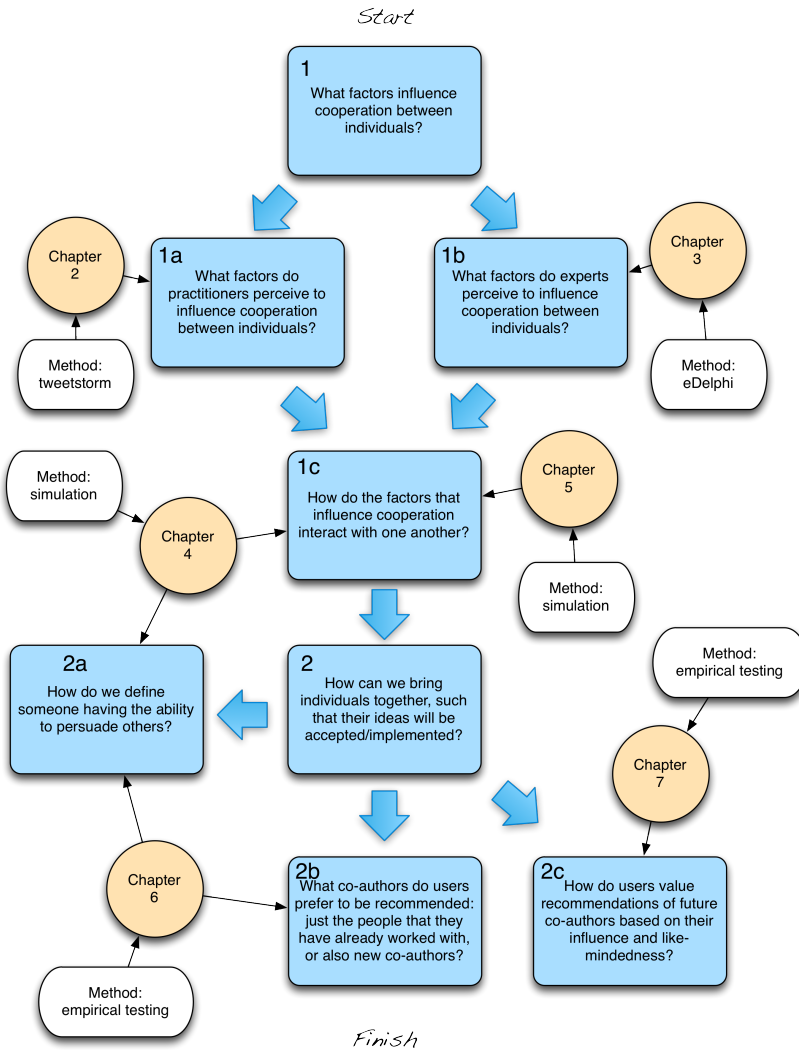 Start
1
What factors influence
cooperation between
individuals?
Chapter
2
1a
What factors do
practitioners perceive to
influence cooperation
between individuals?
1b
What factors do experts
perceive to influence
cooperation between
individuals?
Chapter
3
Method:
tweetstorm
Method:
eDelphi
Method:
simulation
Chapter
4
1c
How do the factors that
influence cooperation
interact with one another?
Chapter
5
Method:
simulation
2a
How do we define
someone having the ability
to persuade others?
2
How can we bring
individuals together, such
that their ideas will be
accepted/implemented?
Method:
empirical testing
Chapter
7
Chapter
6
2b
What co-authors do users
prefer to be recommended:
just the people that they
have already worked with,
or also new co-authors?
2c
How do users value
recommendations of future
co-authors based on their
influence and like-
mindedness?
Method:
empirical testing
Finish